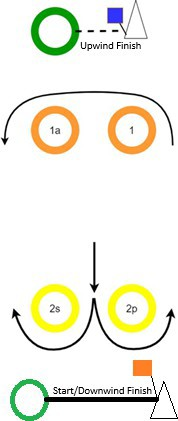 Upwind Finish
1a 1
2s 2p
Start/Downwind Finish